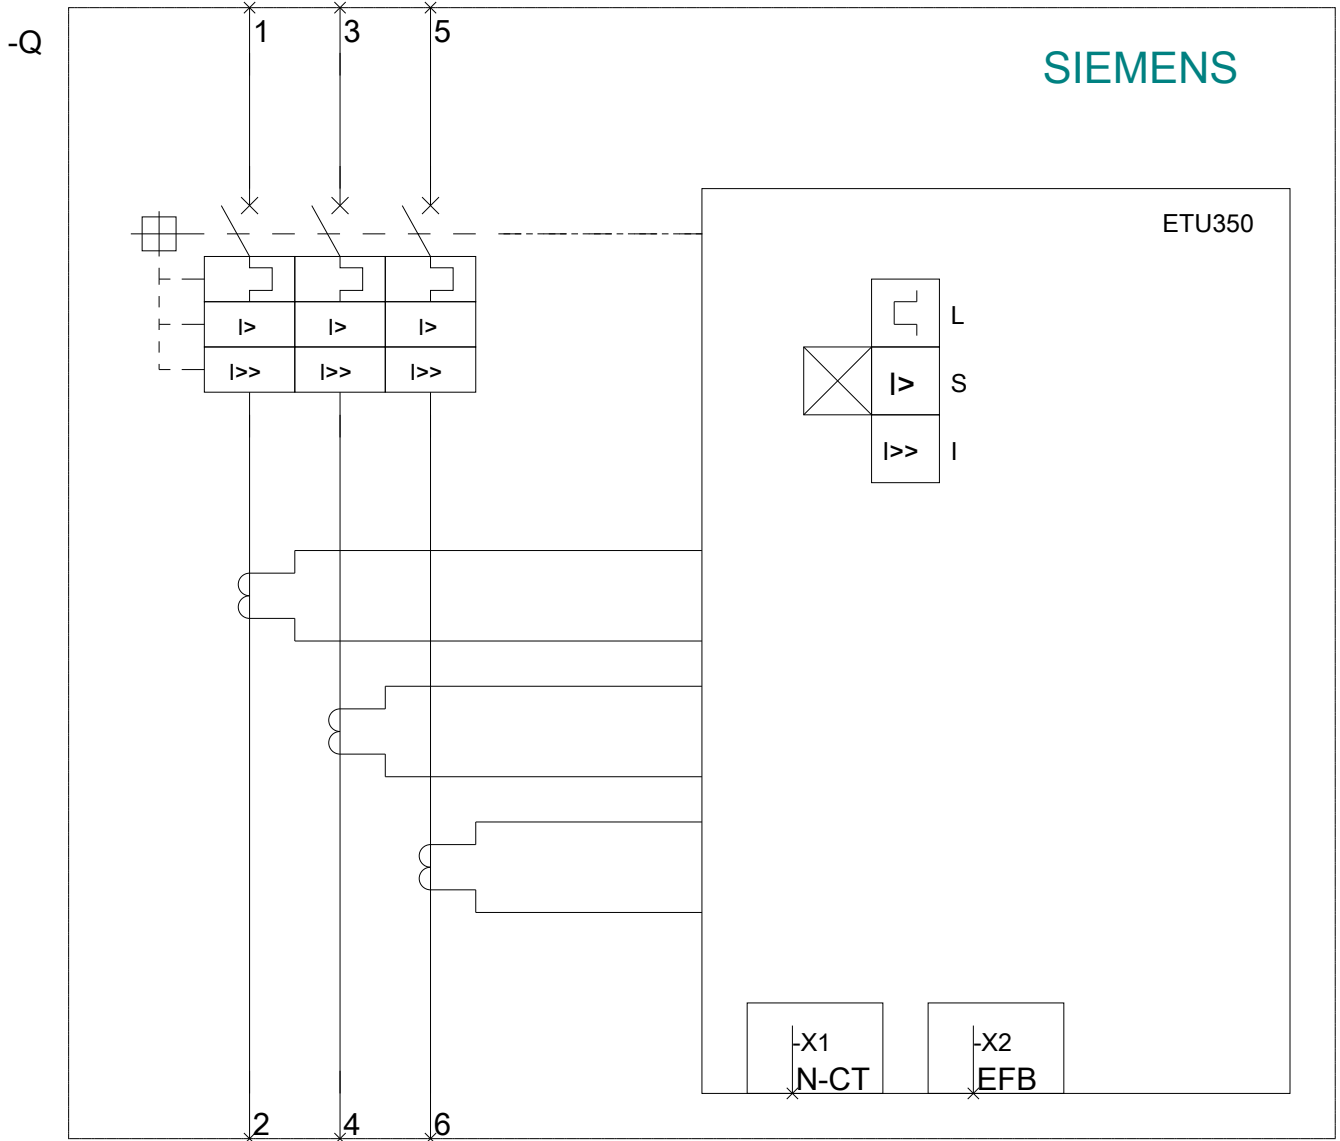 -Q
1 3 5
SIEMENS
ETU350
L
I> I> I>
I>> I>> I>>
I> S
I>> I
-X1 -X2
N-CT EFB
2 4 6